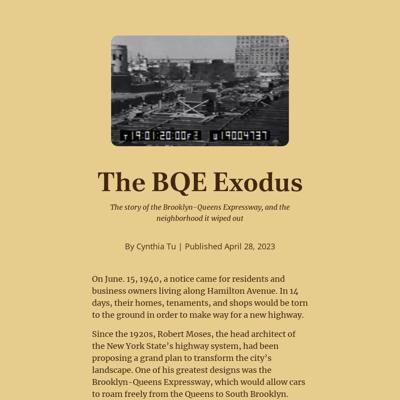 T 19:01:20:00F2 U 19004737
The BQE Exodus
The story of the Brooklyn-Queens Expressway, and the
neighborhood it wiped out
By Cynthia Tu | Published April 28, 2023
On June. 15, 1940, a notice came for residents and
business owners living along Hamilton Avenue. In 14
days, their homes, tenaments, and shops would be torn
to the ground in order to make way for a new highway.
Since the 1920s, Robert Moses, the head architect of
the New York State's highway system, had been
proposing a grand plan to transform the city's
landscape. One of his greatest designs was the
Brooklyn-Queens Expressway, which would allow cars
to roam freely from the Queens to South Brooklyn.